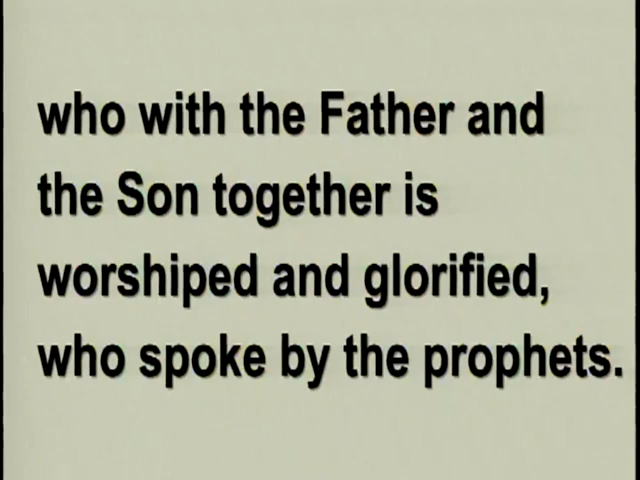 who with the Father and
the Son together is
worshiped and glorified,
who spoke by the prophets.